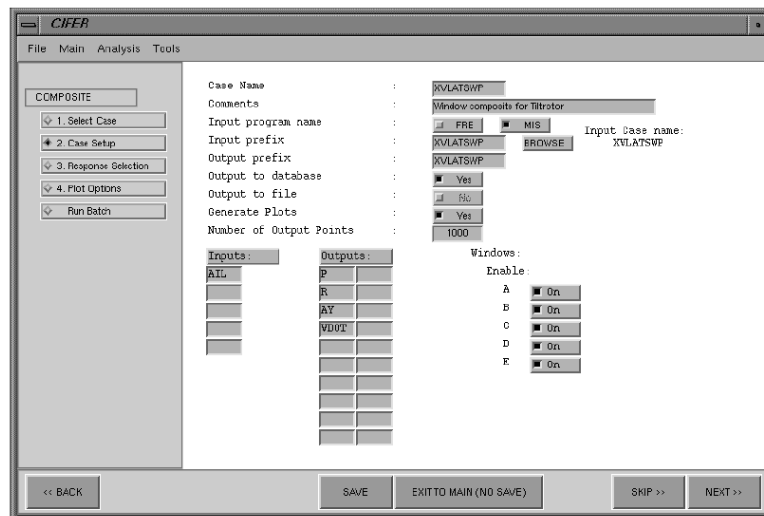 CIFER
File Main Analysis Tools
COMPOSITE
1. Select Case
2. Case Setup
3. Response Selection
4. Plot Options
Run Batch
Case Name : XVLATSWP
Comments : Window composite for Tiltrotor
Input program name : FRE MIS
Input prefix : XVLATSWP BROWSE
Input Case name:
XVLATSWP
Output prefix : XVLATSWP
Output to database : Yes
Output to file : No
Generate Plots : Yes
Number of Output Points : 1000
Inputs: Outputs:
AIL P
R
AY
VDOT
Windows:
Enable:
A On
B On
C On
D On
E On
<< BACK SAVE EXIT TO MAIN (NO SAVE) SKIP >> NEXT >>